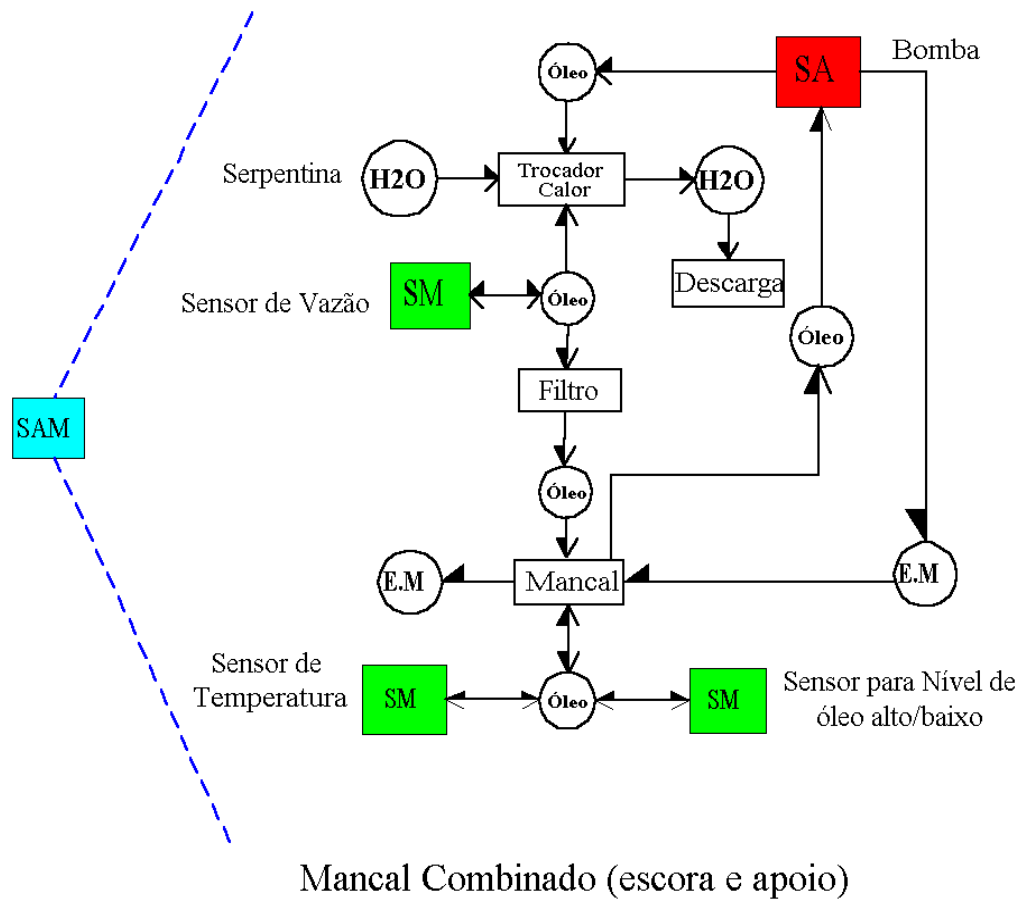 Óleo
SA
Bomba
Serpentina
H2O
Trocador
Calor
H2O
Sensor de Vazão
SM
Óleo
Descarga
Óleo
Filtro
SAM
Óleo
E.M
Mancal
E.M
Sensor de
Temperatura
SM
Óleo
SM
Sensor para Nível de
óleo alto/baixo
Mancal Combinado (escora e apoio)